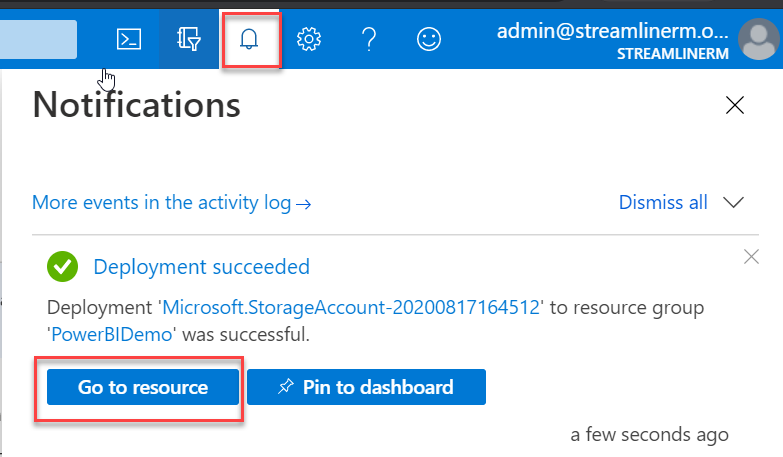 admin@streamlinerm.o...
STREAMLINERM
Notifications
More events in the activity log →
Dismiss all
Deployment succeeded
Deployment 'Microsoft.StorageAccount-20200817164512' to resource group
'PowerBIDemo' was successful.
Go to resource
Pin to dashboard
a few seconds ago